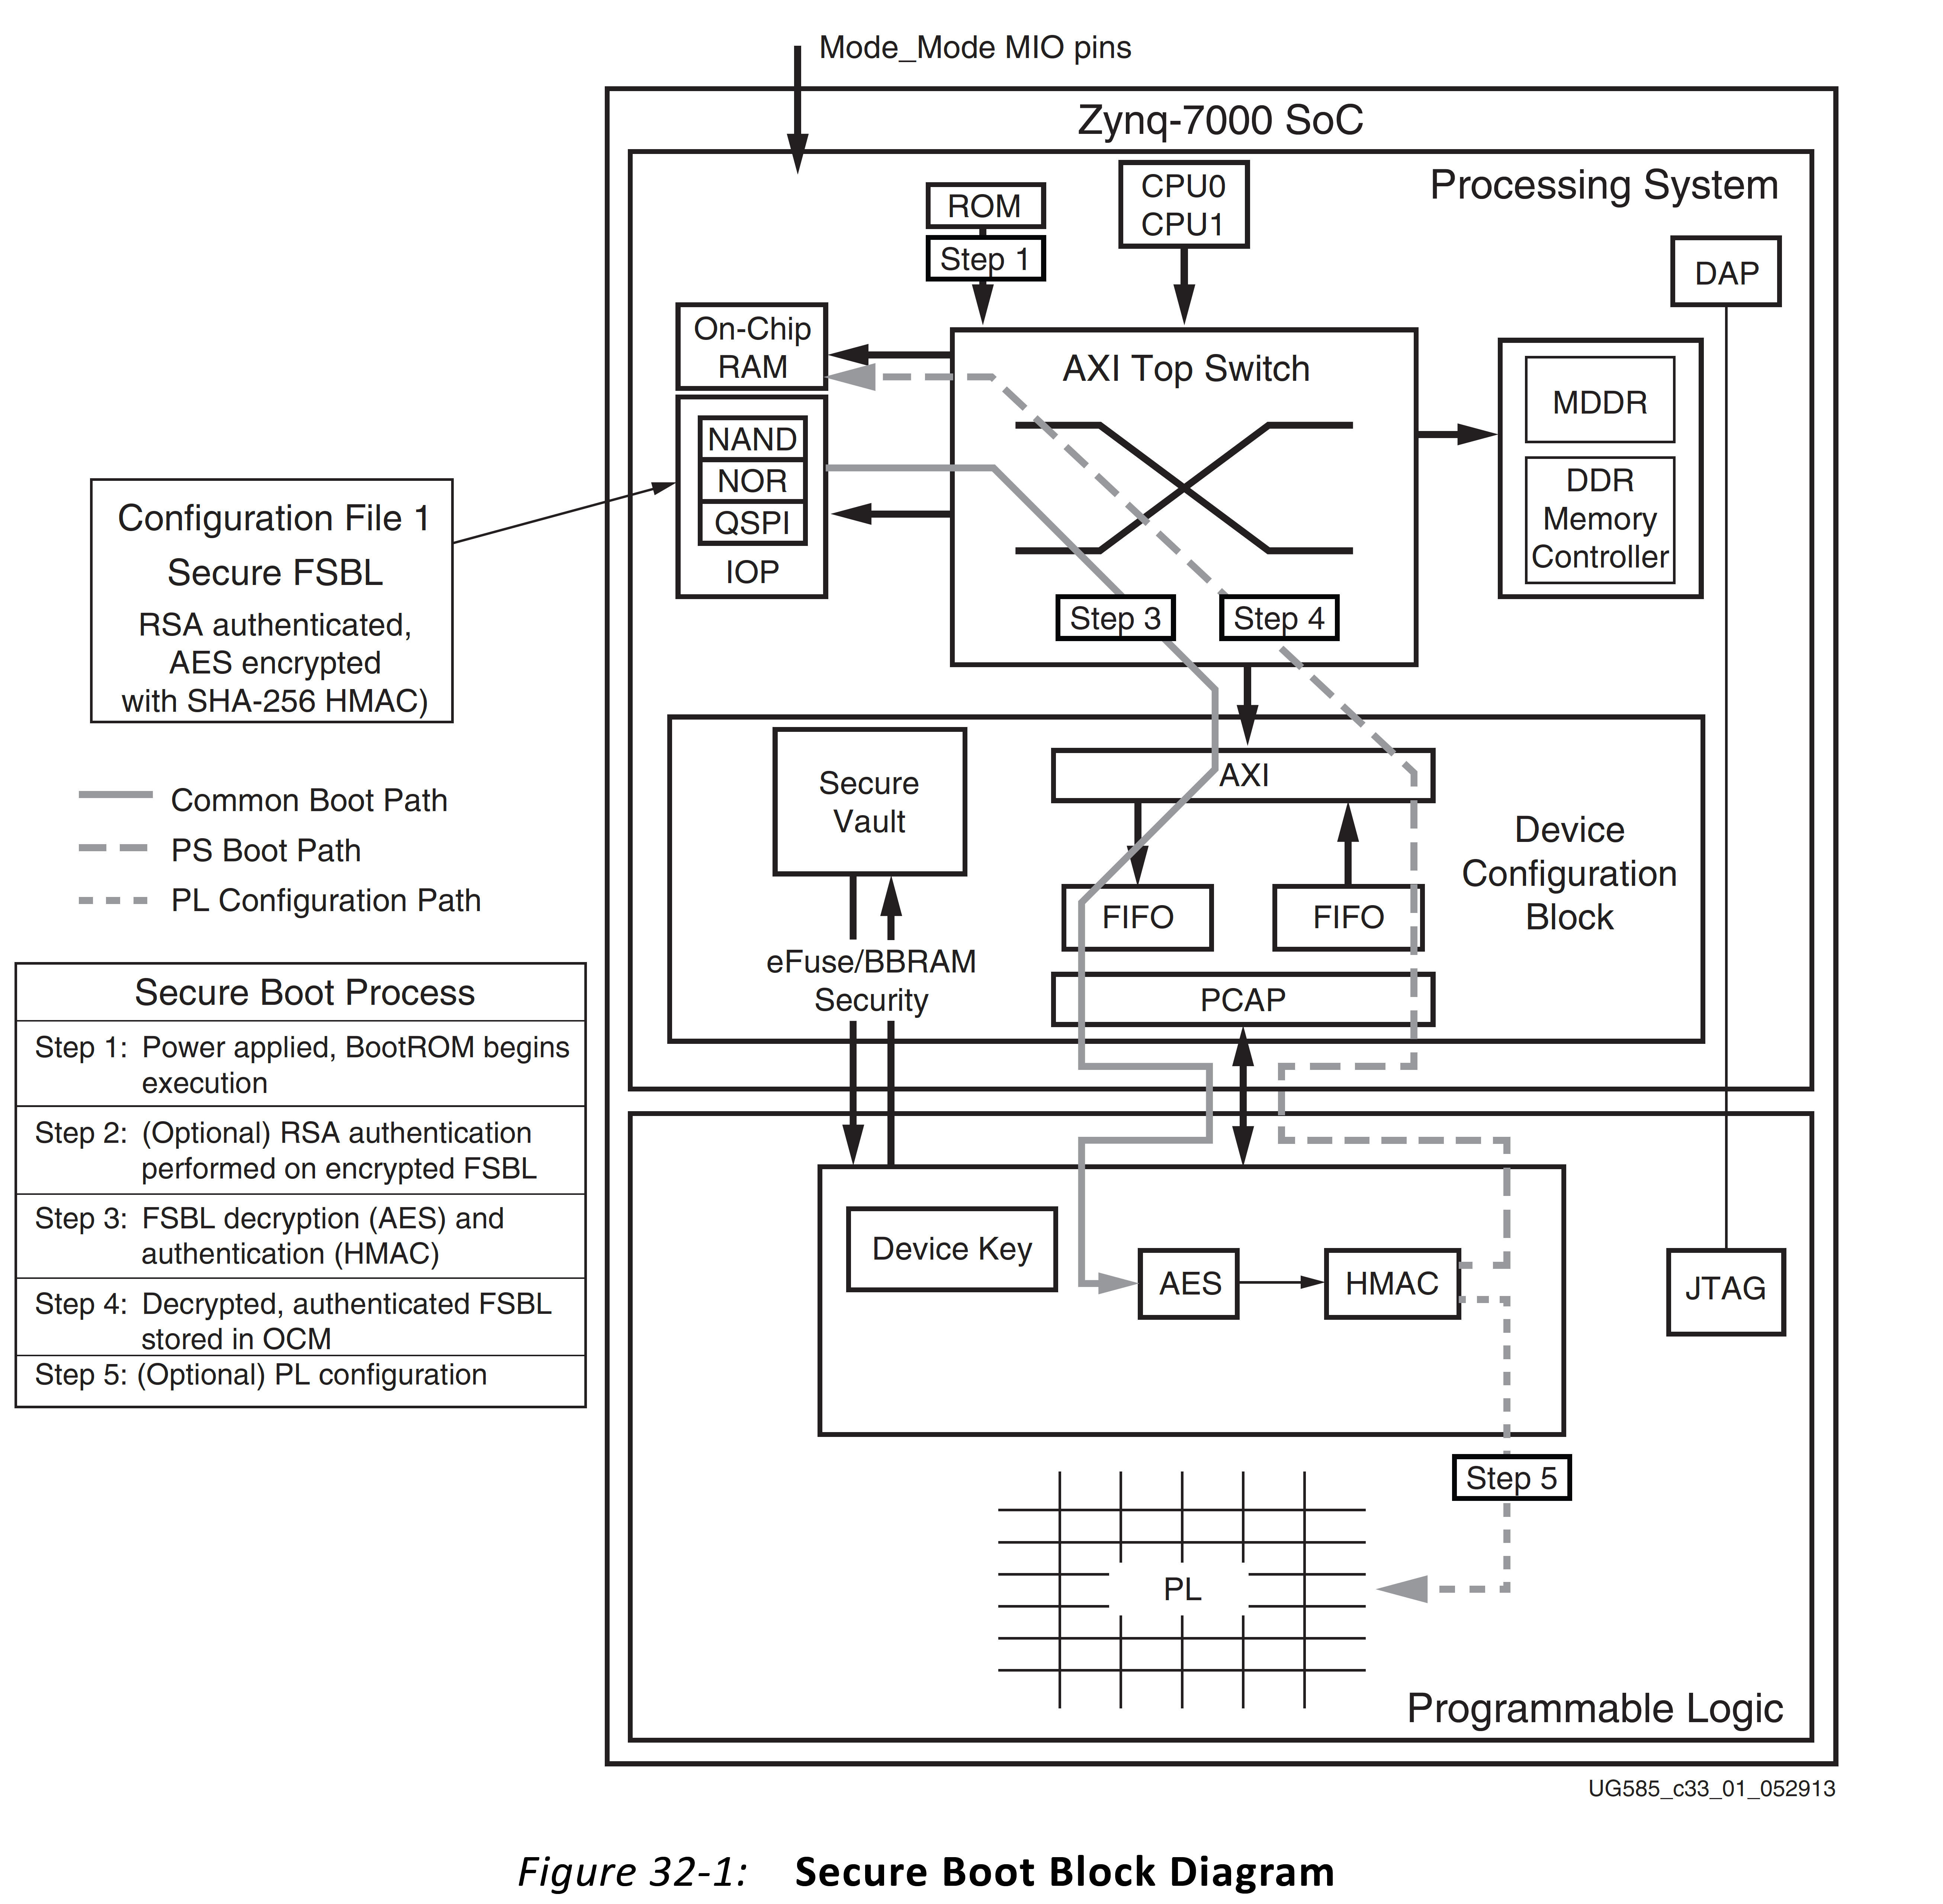 Mode_Mode MIO pins
Zynq-7000 SoC
Processing System
ROM
Step 1
CPU0
CPU1
DAP
On-Chip
RAM
AXI Top Switch
MDDR
DDR
Memory
Controller
NAND
NOR
QSPI
IOP
Step 3
Step 4
Configuration File 1
Secure FSBL
RSA authenticated,
AES encrypted
with SHA-256 HMAC)
Common Boot Path
PS Boot Path
PL Configuration Path
Secure
Vault
AXI
FIFO
FIFO
Device
Configuration
Block
eFuse/BBRAM
Security
PCAP
Secure Boot Process
Step 1: Power applied, BootROM begins
execution
Step 2: (Optional) RSA authentication
performed on encrypted FSBL
Step 3: FSBL decryption (AES) and
authentication (HMAC)
Step 4: Decrypted, authenticated FSBL
stored in OCM
Step 5: (Optional) PL configuration
Device Key
AES
HMAC
JTAG
Step 5
PL
Programmable Logic
UG585_c33_01_052913
Figure 32-1: Secure Boot Block Diagram